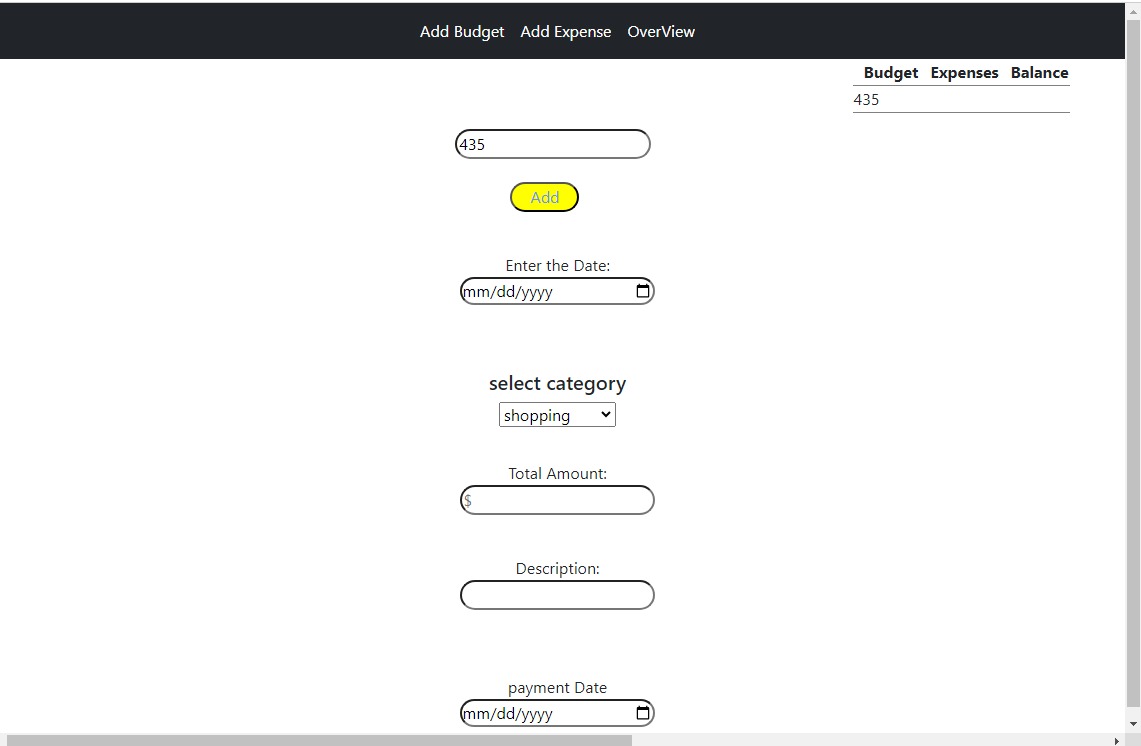 Add Budget Add Expense OverView
Budget Expenses Balance
435
435
Add
Enter the Date:
mm/dd/yyyy
select category
shopping
Total Amount:
$
Description:
payment Date
mm/dd/yyyy